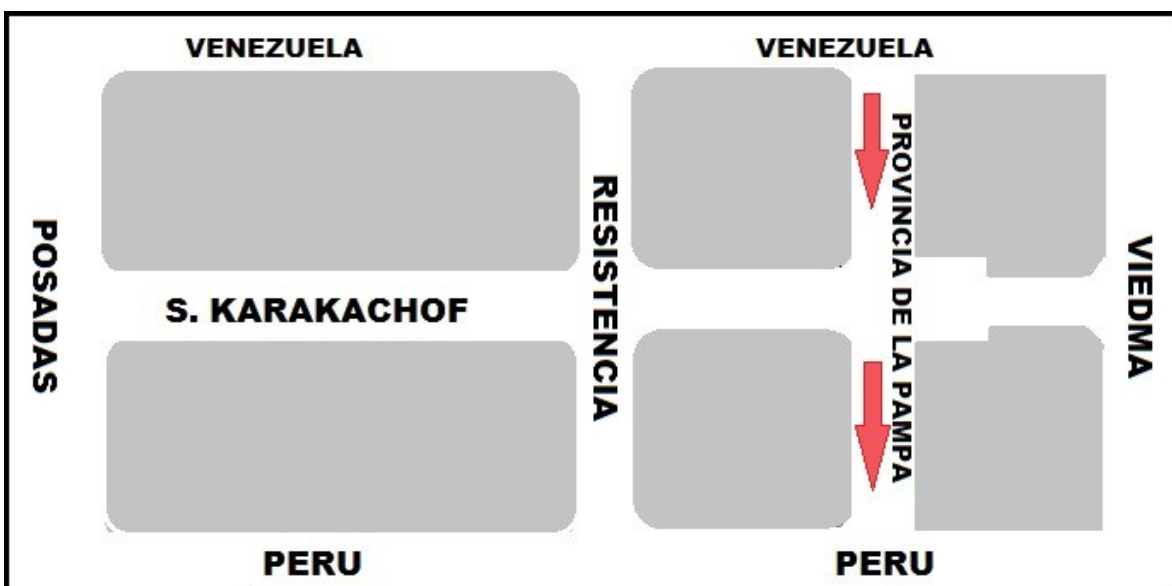 VENEZUELA
VENEZUELA
POSADAS
S. KARAKACHOF
RESISTENCIA
PROVINCIA DE LA PAMPA
VIEDMA
PERU
PERU